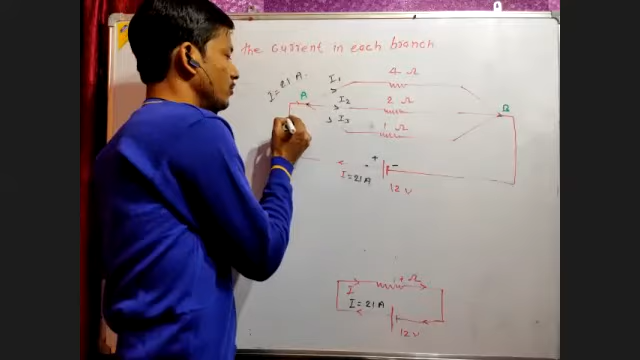 the current in each branch
4 Ω
I₁
I = 21 A.
A
I₂
2 Ω
B
I₃
1 Ω
+ -
I = 21 A
12 V
I
Ω
I = 21 A
12 V